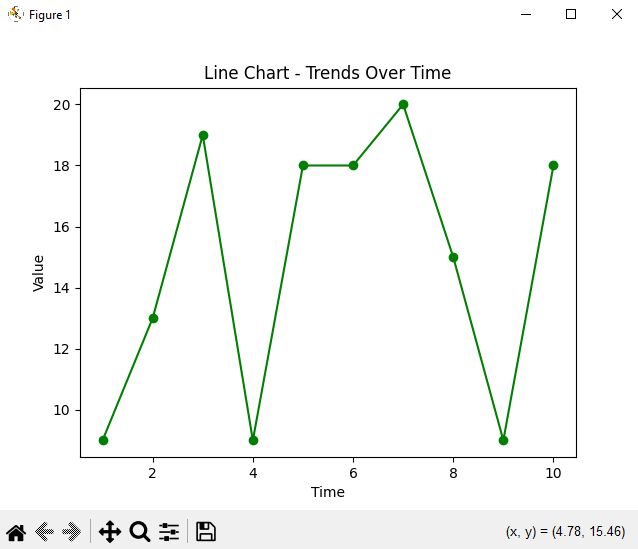 Figure 1
Line Chart - Trends Over Time
20
18
16
14
12
10
Value
2 4 6 8 10
Time
(x, y) = (4.78, 15.46)